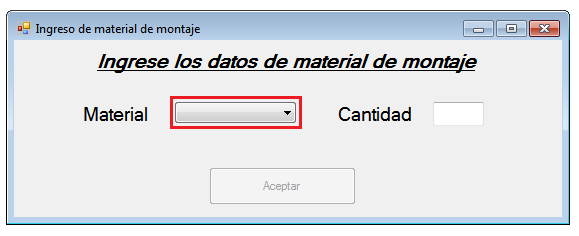 Ingreso de material de montaje
Ingrese los datos de material de montaje
Material Cantidad
Aceptar